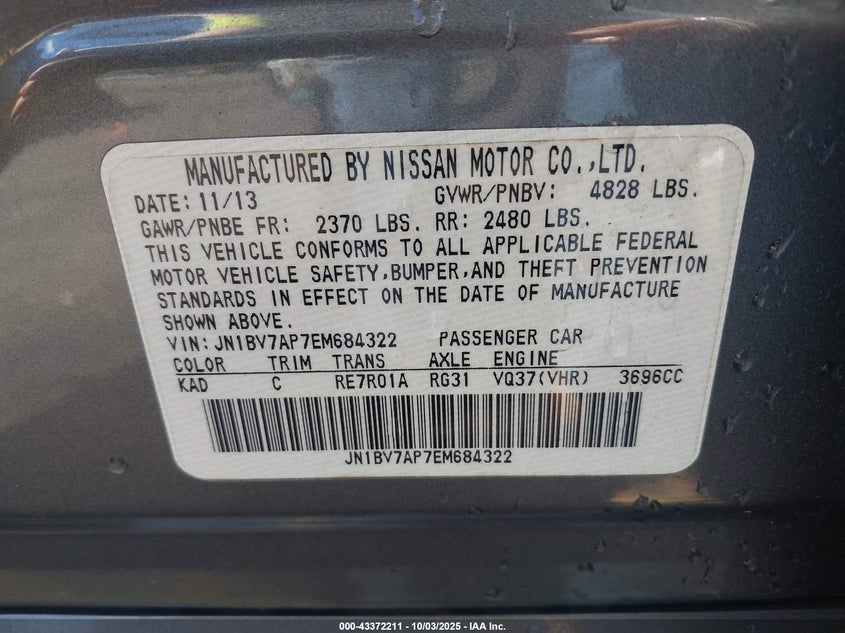 MANUFACTURED BY NISSAN MOTOR CO.,LTD.
DATE: 11/13 GVWR/PNBV: 4828 LBS.
GAWR/PNBE FR: 2370 LBS. RR: 2480 LBS.
THIS VEHICLE CONFORMS TO ALL APPLICABLE FEDERAL
MOTOR VEHICLE SAFETY,BUMPER,AND THEFT PREVENTION
STANDARDS IN EFFECT ON THE DATE OF MANUFACTURE
SHOWN ABOVE.
VIN: JN1BV7AP7EM684322 PASSENGER CAR
COLOR TRIM TRANS AXLE ENGINE
KAD C RE7R01A RG31 VQ37(VHR) 3696CC
JN1BV7AP7EM684322
000-43372211 - 10/03/2025 - IAA Inc.